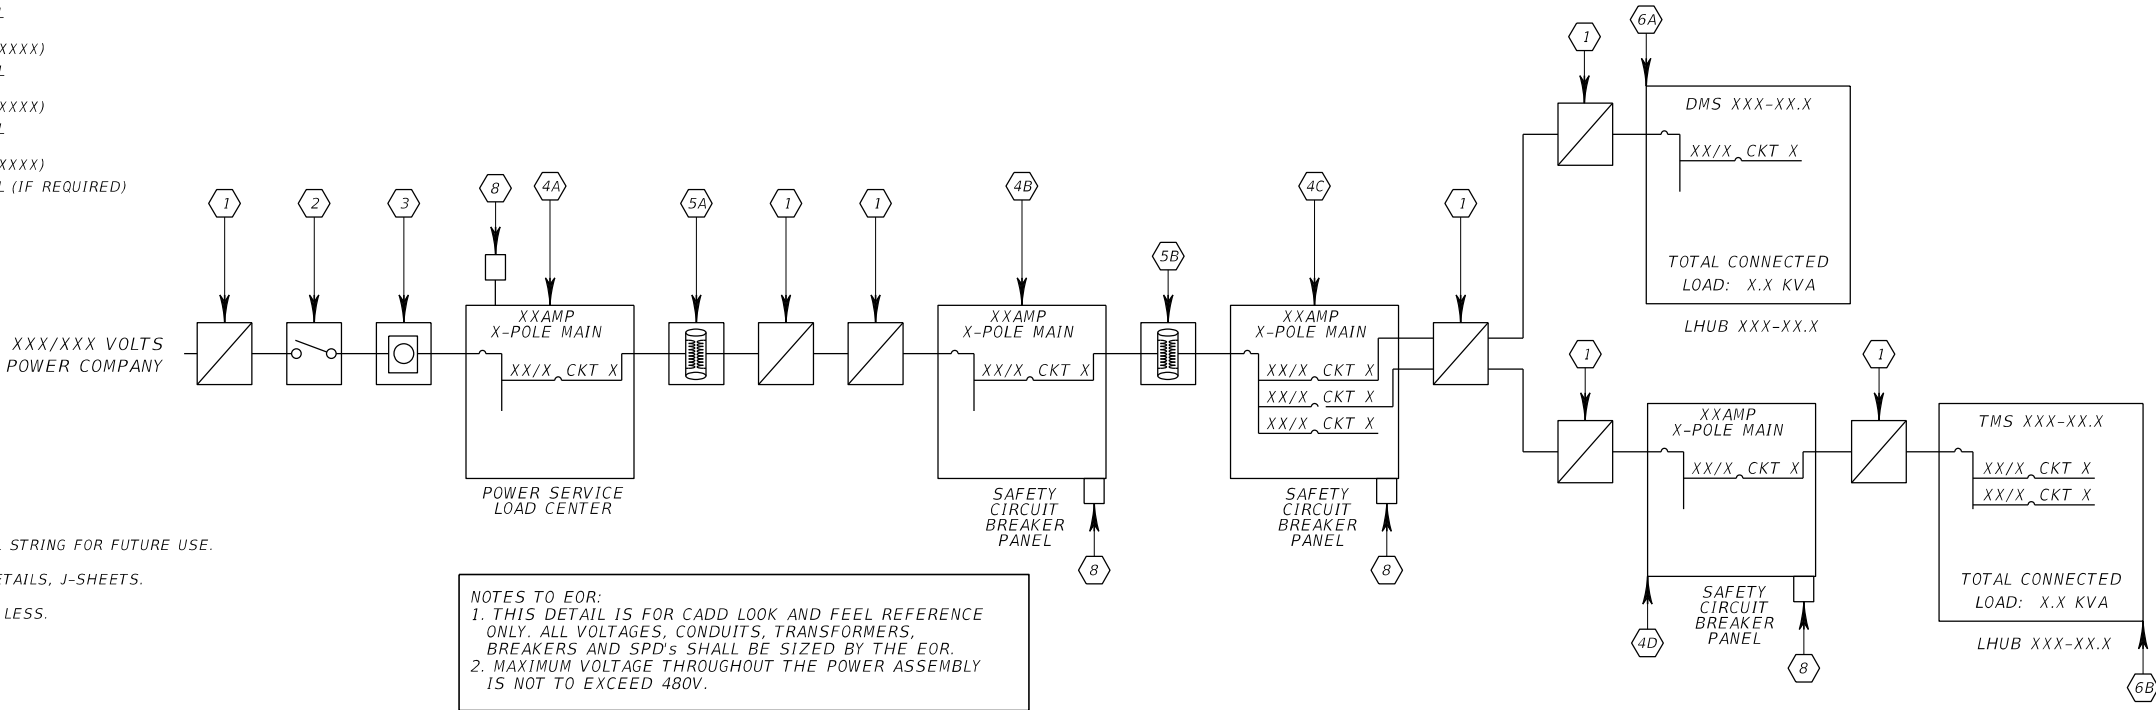 XXXX)
XXXX)
XXXX)
(IF REQUIRED)
XXX/XXX VOLTS
POWER COMPANY
1
2
3
8
4A
XXAMP
X-POLE MAIN
XX/X CKT X
POWER SERVICE
LOAD CENTER
5A
1
1
4B
XXAMP
X-POLE MAIN
XX/X CKT X
SAFETY
CIRCUIT
BREAKER
PANEL
8
5B
4C
XXAMP
X-POLE MAIN
XX/X CKT X
XX/X CKT X
XX/X CKT X
SAFETY
CIRCUIT
BREAKER
PANEL
8
1
1
6A
DMS XXX-XX.X
XX/X CKT X
TOTAL CONNECTED
LOAD: X.X KVA
LHUB XXX-XX.X
1
XXAMP
X-POLE MAIN
XX/X CKT X
SAFETY
CIRCUIT
BREAKER
PANEL
4D
8
1
TMS XXX-XX.X
XX/X CKT X
XX/X CKT X
TOTAL CONNECTED
LOAD: X.X KVA
LHUB XXX-XX.X
6B
STRING FOR FUTURE USE.
ETAILS, J-SHEETS.
LESS.
NOTES TO EOR:
1. THIS DETAIL IS FOR CADD LOOK AND FEEL REFERENCE
ONLY. ALL VOLTAGES, CONDUITS, TRANSFORMERS,
BREAKERS AND SPD's SHALL BE SIZED BY THE EOR.
2. MAXIMUM VOLTAGE THROUGHOUT THE POWER ASSEMBLY
IS NOT TO EXCEED 480V.